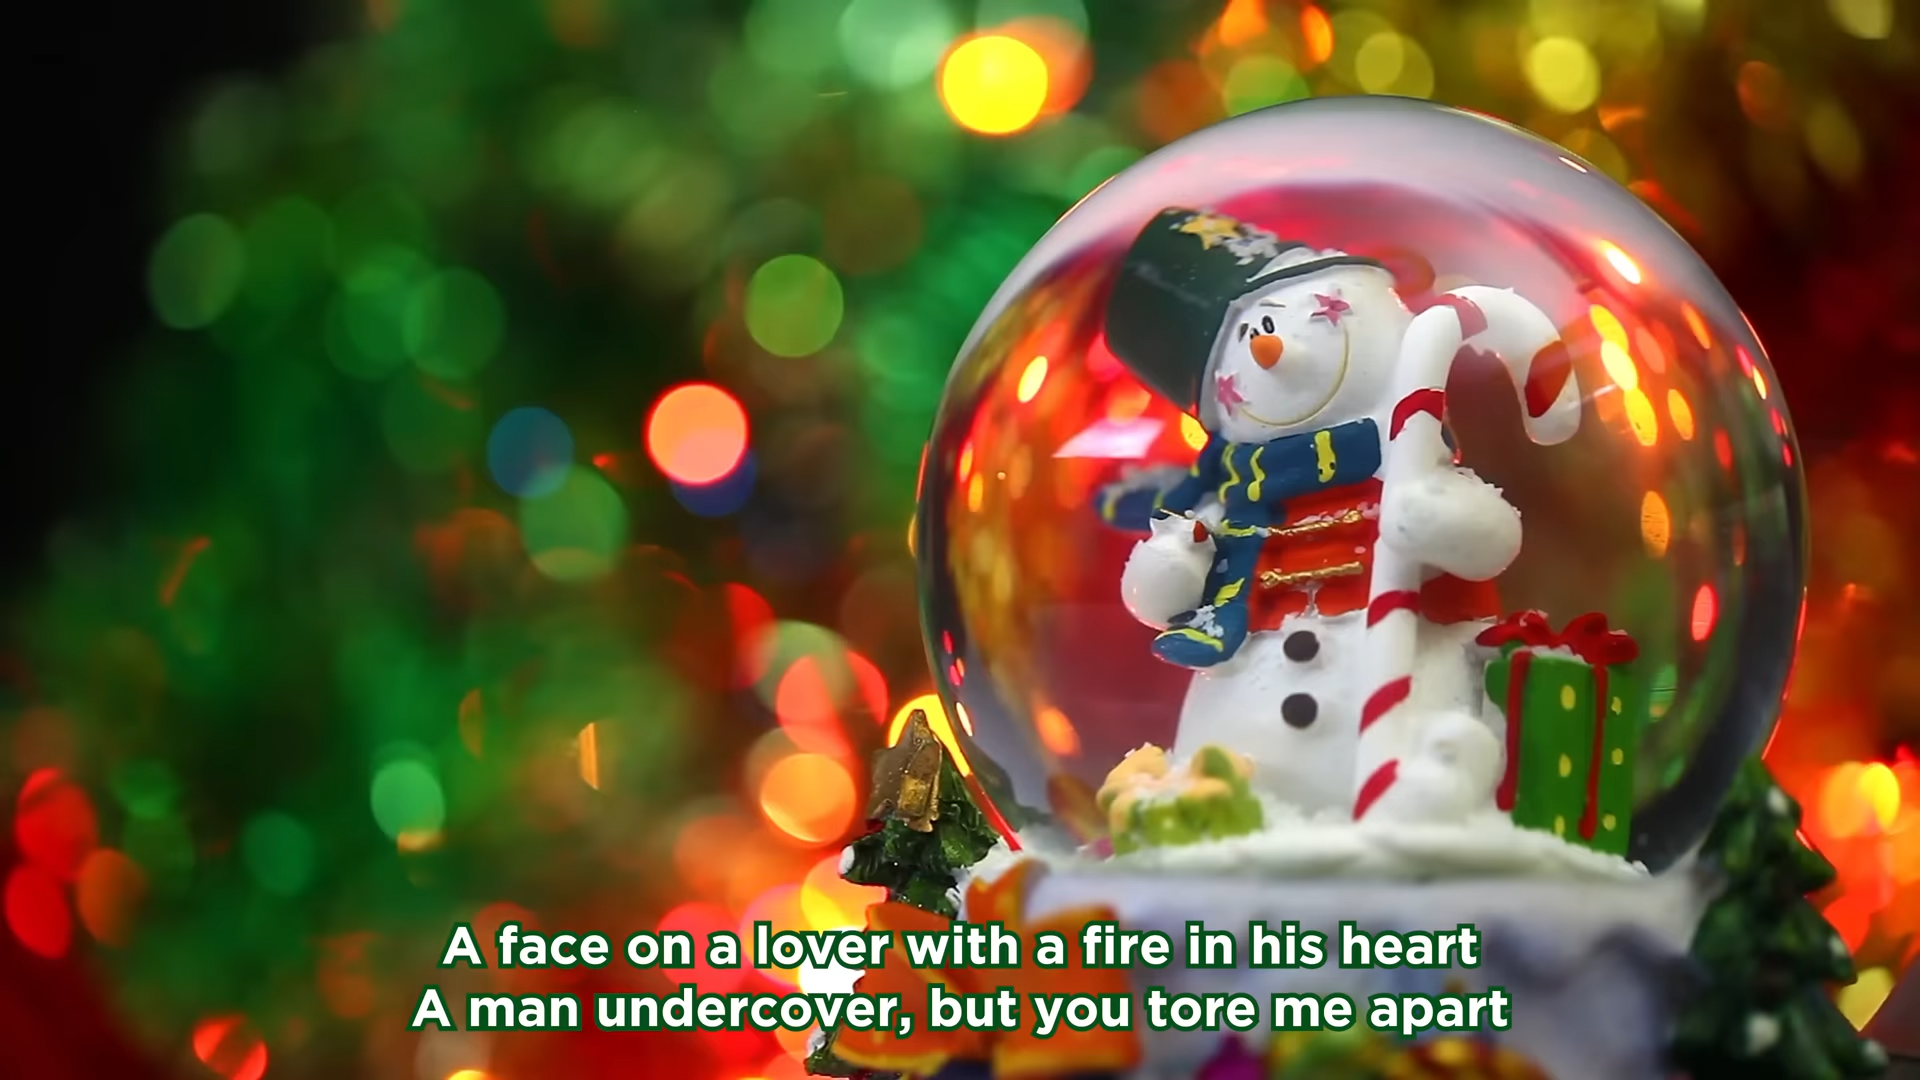 A face on a lover with a fire in his heart
A man undercover, but you tore me apart